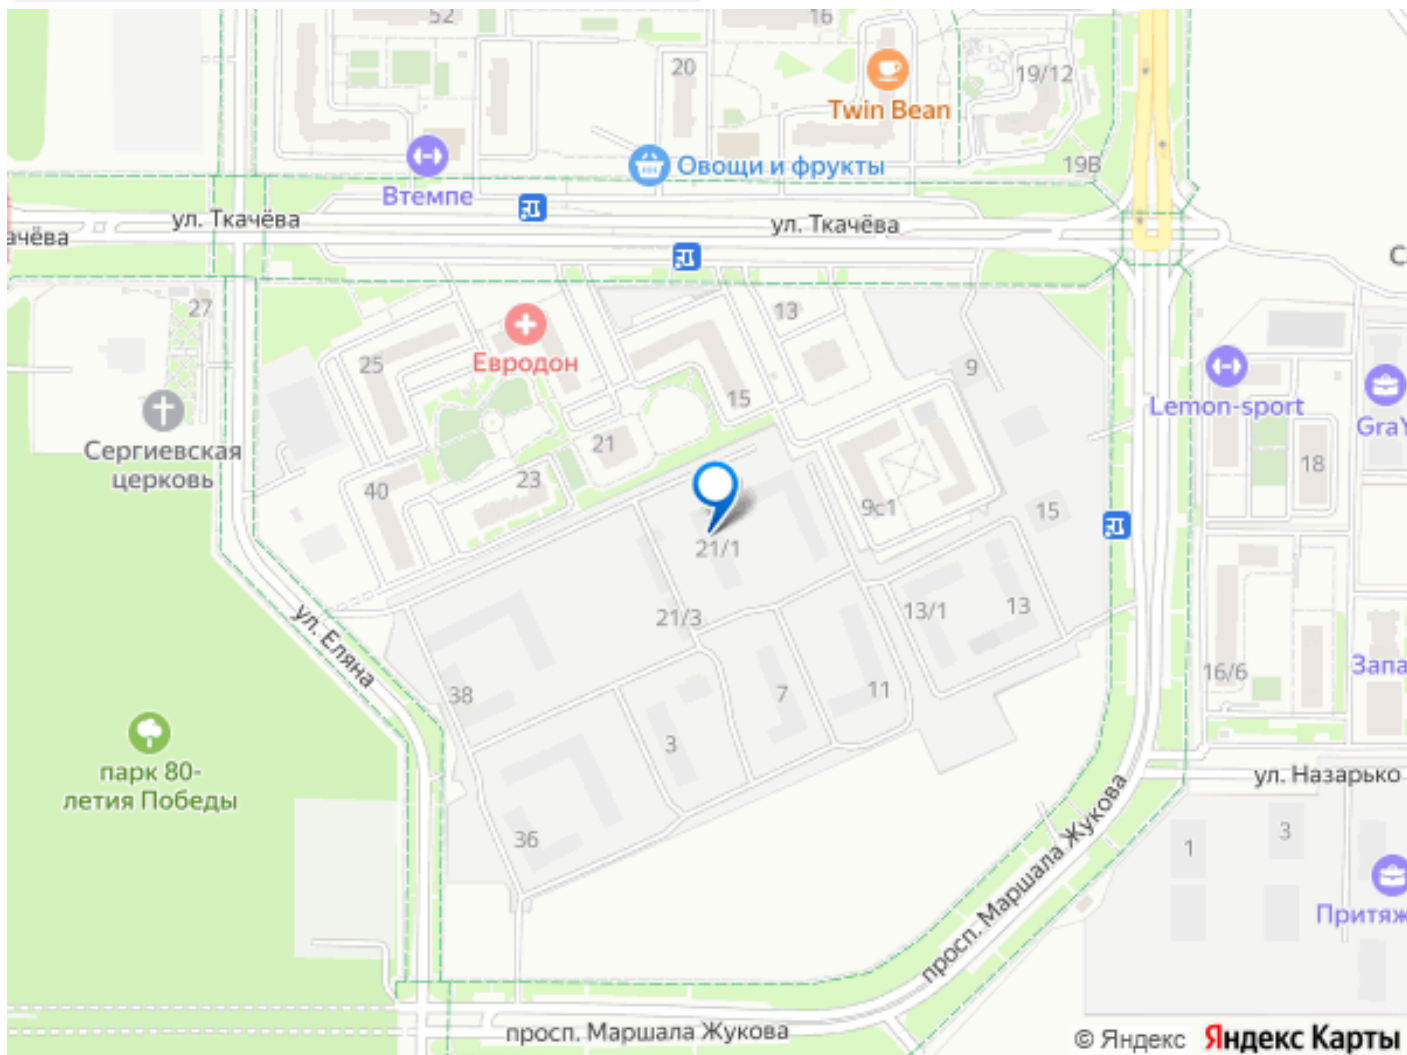 52
16
20
19/12
Twin Bean
19В
Овощи и фрукты
Втемпе
ул. Ткачёва
ул. Ткачёва
ачёва
С
27
13
Евродон
25
9
15
Lemon-sport
GraY
Сергиевская
церковь
21
18
23
40
9с1
15
21/1
13/1
13
21/3
ул. Еляна
16/6
Запа
38
7
11
3
парк 80-
летия Победы
ул. Назарько
36
1
3
просп. Маршала Жукова
Притяж
просп. Маршала Жукова
© Яндекс Яндекс Карты